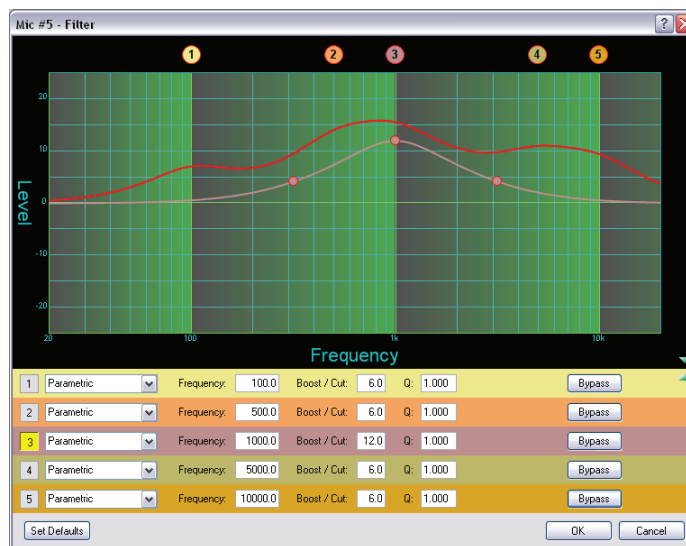 Mic #5 - Filter
?
1 2 3 4 5
20
10
Level
0
-10
-20
20 100 1k 10k
Frequency
1 Parametric Frequency: 100.0 Boost / Cut: 6.0 Q: 1.000 Bypass
2 Parametric Frequency: 500.0 Boost / Cut: 6.0 Q: 1.000 Bypass
3 Parametric Frequency: 1000.0 Boost / Cut: 12.0 Q: 1.000 Bypass
4 Parametric Frequency: 5000.0 Boost / Cut: 6.0 Q: 1.000 Bypass
5 Parametric Frequency: 10000.0 Boost / Cut: 6.0 Q: 1.000 Bypass
Set Defaults OK Cancel